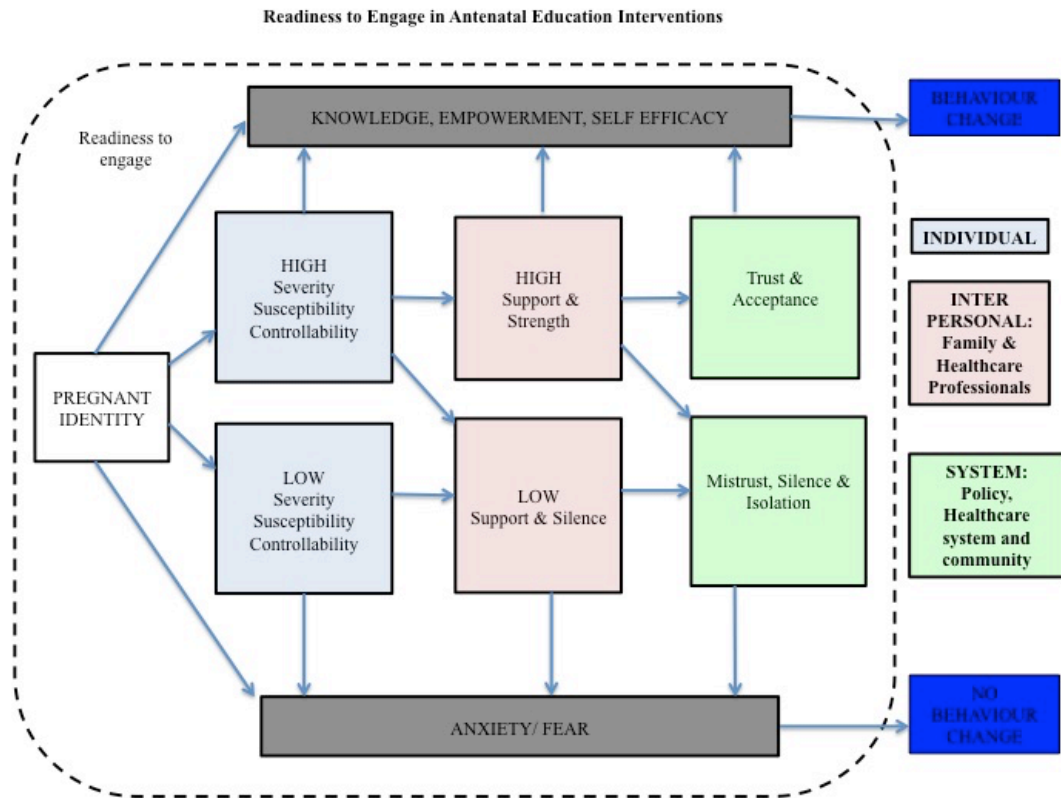 Readiness to Engage in Antenatal Education Interventions
KNOWLEDGE, EMPOWERMENT, SELF EFFICACY
BEHAVIOUR
CHANGE
Readiness to
engage
HIGH
Severity
Susceptibility
Controllability
HIGH
Support &
Strength
Trust &
Acceptance
INDIVIDUAL
INTER
PERSONAL:
Family &
Healthcare
Professionals
PREGNANT
IDENTITY
LOW
Severity
Susceptibility
Controllability
LOW
Support & Silence
Mistrust, Silence &
Isolation
SYSTEM:
Policy,
Healthcare
system and
community
ANXIETY/ FEAR
NO
BEHAVIOUR
CHANGE